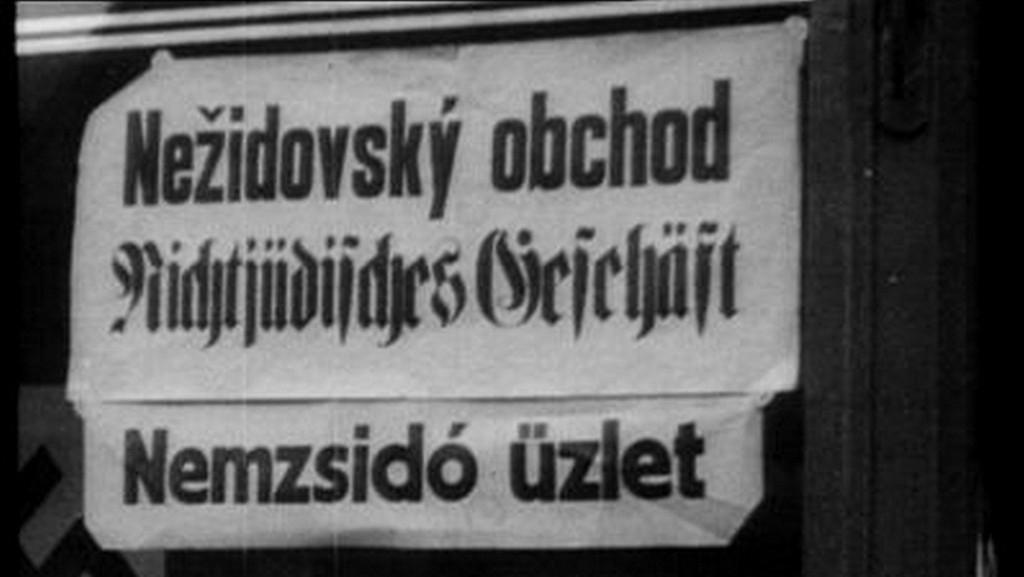 Nežidovský obchod
Nichtjüdisches Geschäft
Nemzsidó üzlet